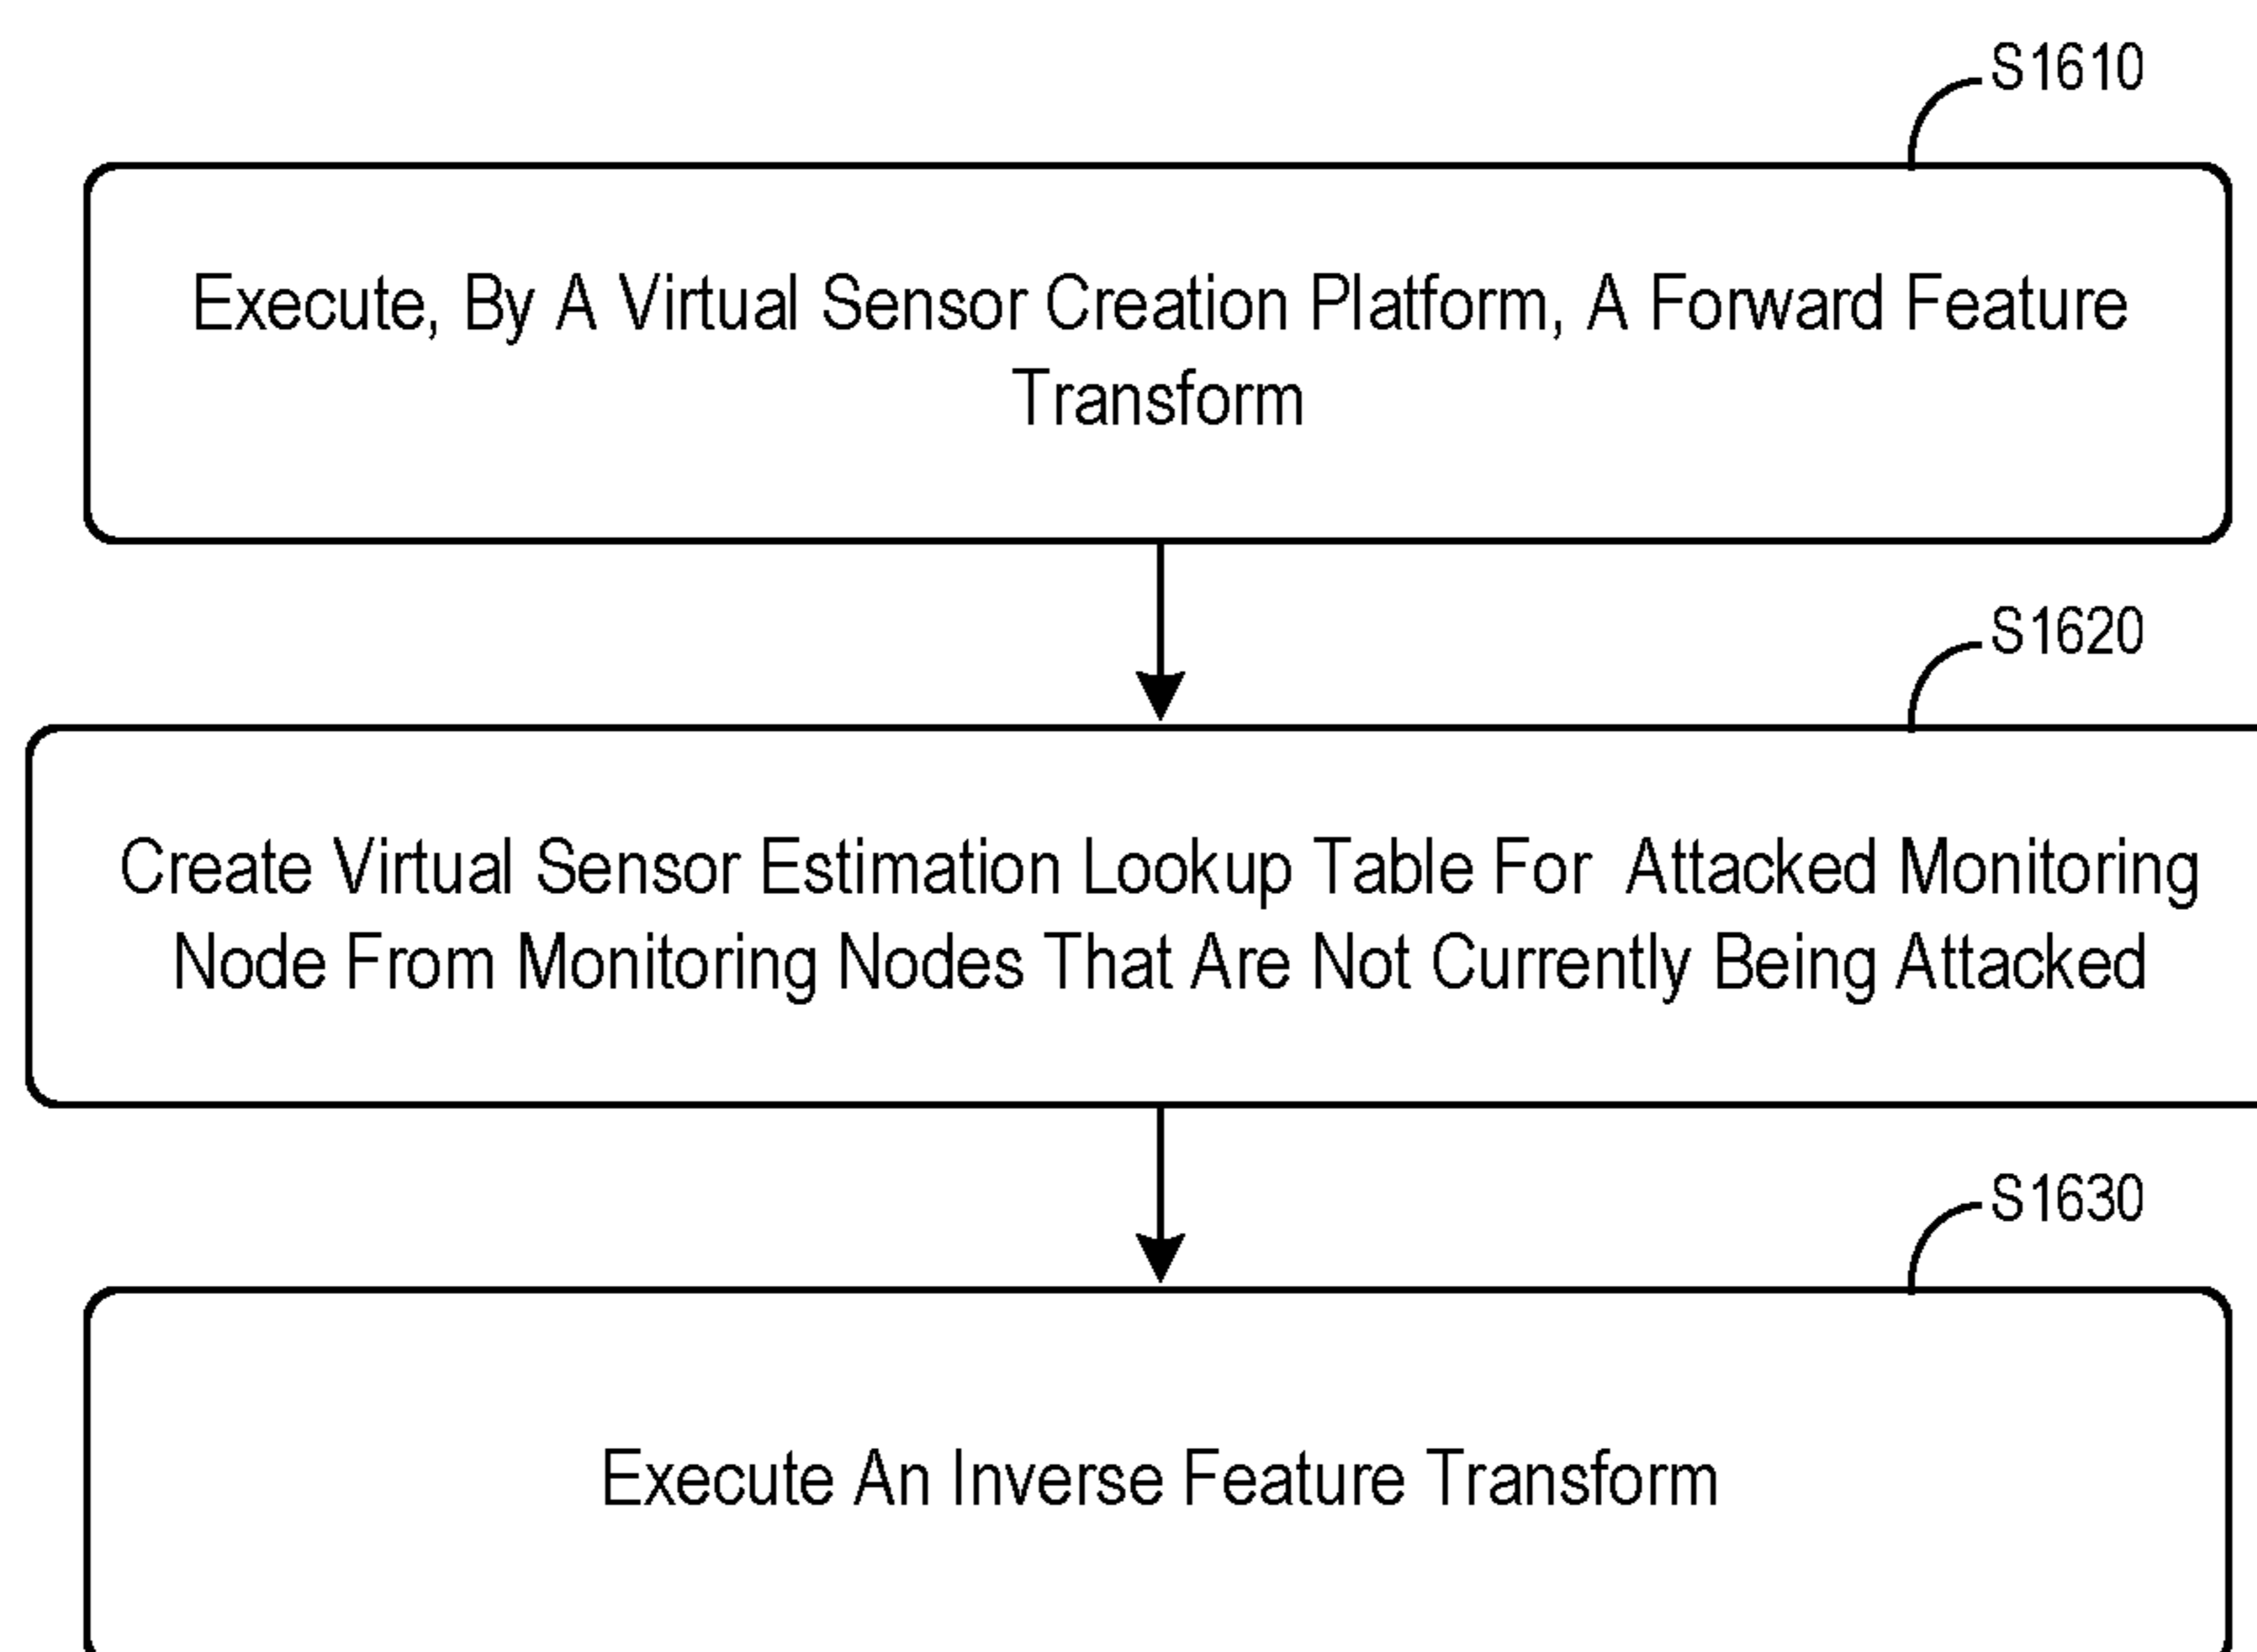 S1610
Execute, By A Virtual Sensor Creation Platform, A Forward Feature
Transform
S1620
Create Virtual Sensor Estimation Lookup Table For Attacked Monitoring
Node From Monitoring Nodes That Are Not Currently Being Attacked
S1630
Execute An Inverse Feature Transform